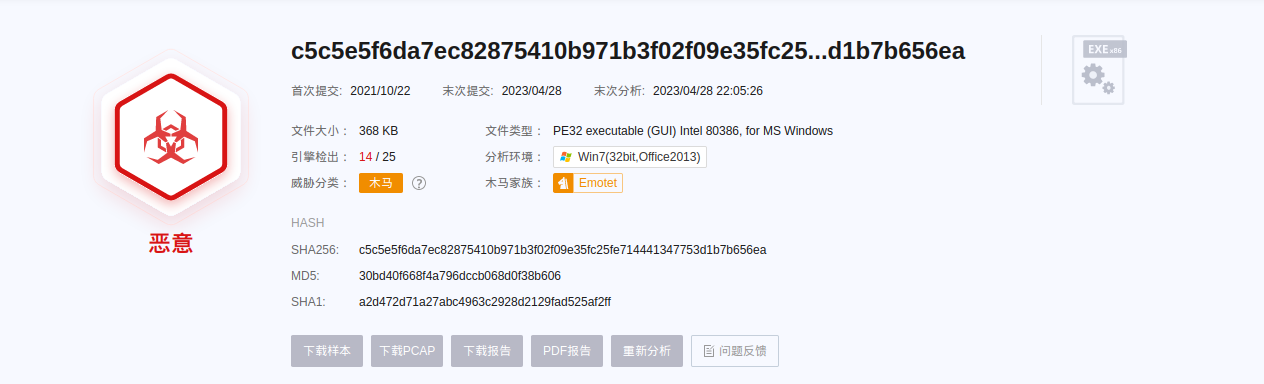 c5c5e5f6da7ec82875410b971b3f02f09e35fc25...d1b7b656ea
EXE x86
首次提交: 2021/10/22 末次提交: 2023/04/28 末次分析: 2023/04/28 22:05:26
文件大小： 368 KB 文件类型： PE32 executable (GUI) Intel 80386, for MS Windows
引擎检出： 14 / 25 分析环境： Win7(32bit,Office2013)
威胁分类： 木马 ? 木马家族： Emotet
恶意
HASH
SHA256: c5c5e5f6da7ec82875410b971b3f02f09e35fc25fe714441347753d1b7b656ea
MD5: 30bd40f668f4a796dccb068d0f38b606
SHA1: a2d472d71a27abc4963c2928d2129fad525af2ff
下载样本 下载PCAP 下载报告 PDF报告 重新分析 问题反馈